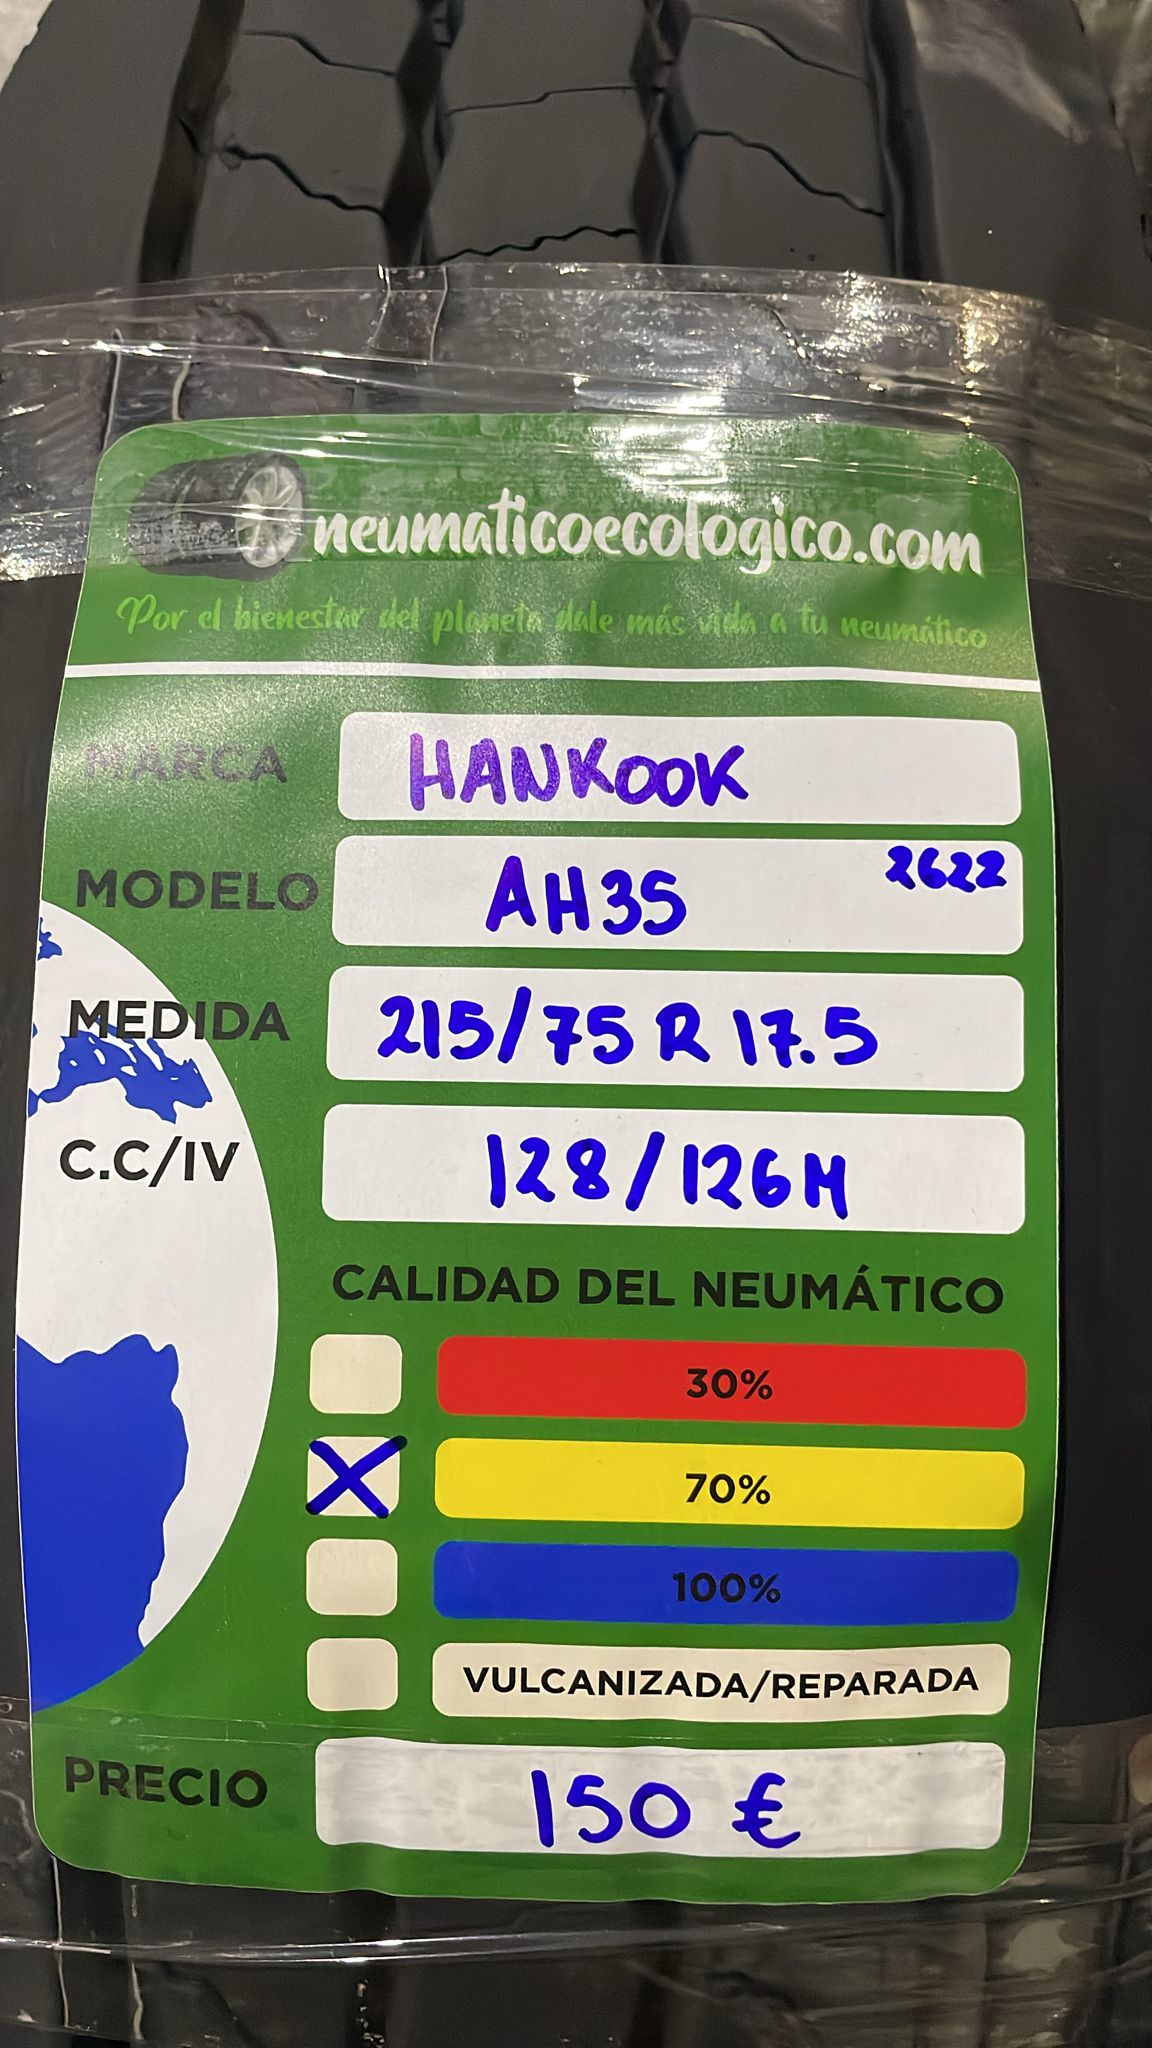 neumaticoecologico.com
Por el bienestar del planeta dale más vida a tu neumático
MARCA HANKOOK
MODELO AH35 2622
MEDIDA 215/75 R 17.5
C.C/IV 128/126M
CALIDAD DEL NEUMÁTICO
30%
X 70%
100%
VULCANIZADA/REPARADA
PRECIO 150 €